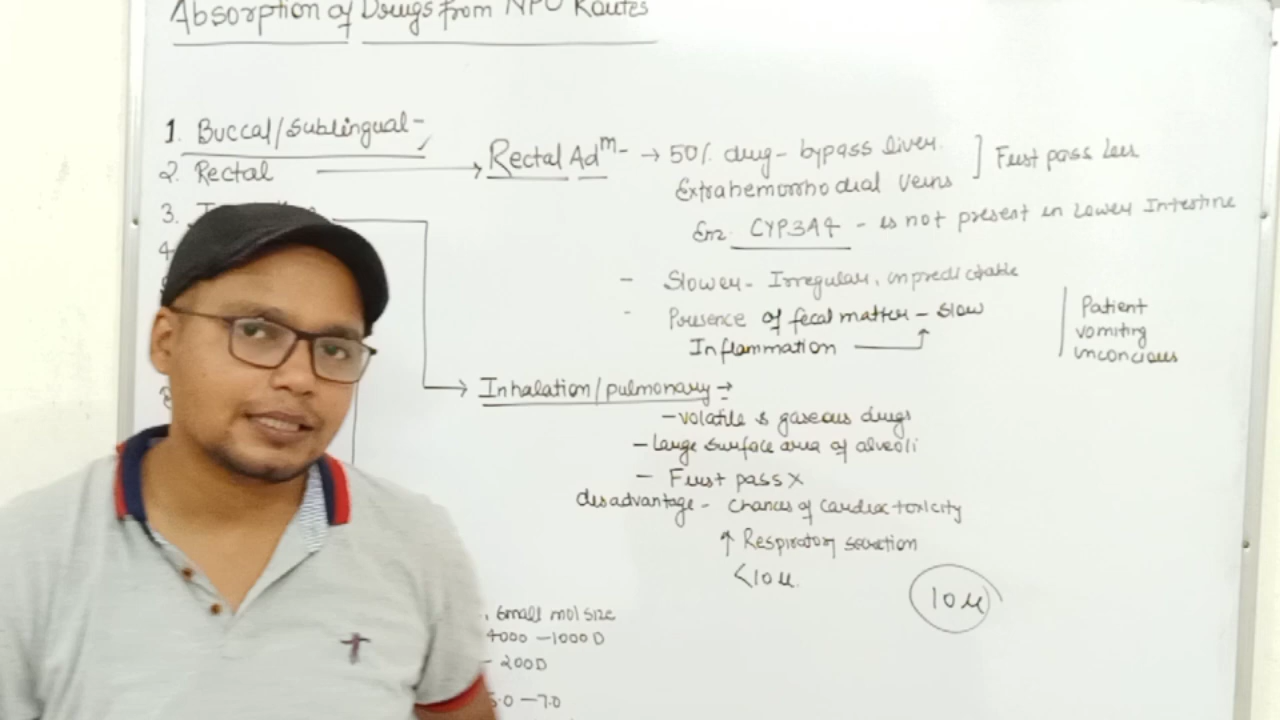 Absorption of Drugs from NPO Routes
1. Buccal/Sublingual-
2. Rectal
3.
4
Rectal Adm- → 50% drug - bypass liver.
Extrahemorrhodial veins
First pass less
Enz. CYP3A4 - is not present in Lower Intestine
- Slower - Irregular, unpredictable
- Presence of fecal matter - slow
Inflammation
Patient
vomiting
unconcious
Inhalation/pulmonary →
- volatile & gaseous drugs
- Large surface area of alveoli
- First pass X
disadvantage - chances of cardiac toxicity
↑ Respiratory secretion
<10 μ.
10 μ
, small mol size
4000 - 1000 D
- 200D
5.0 - 7.0